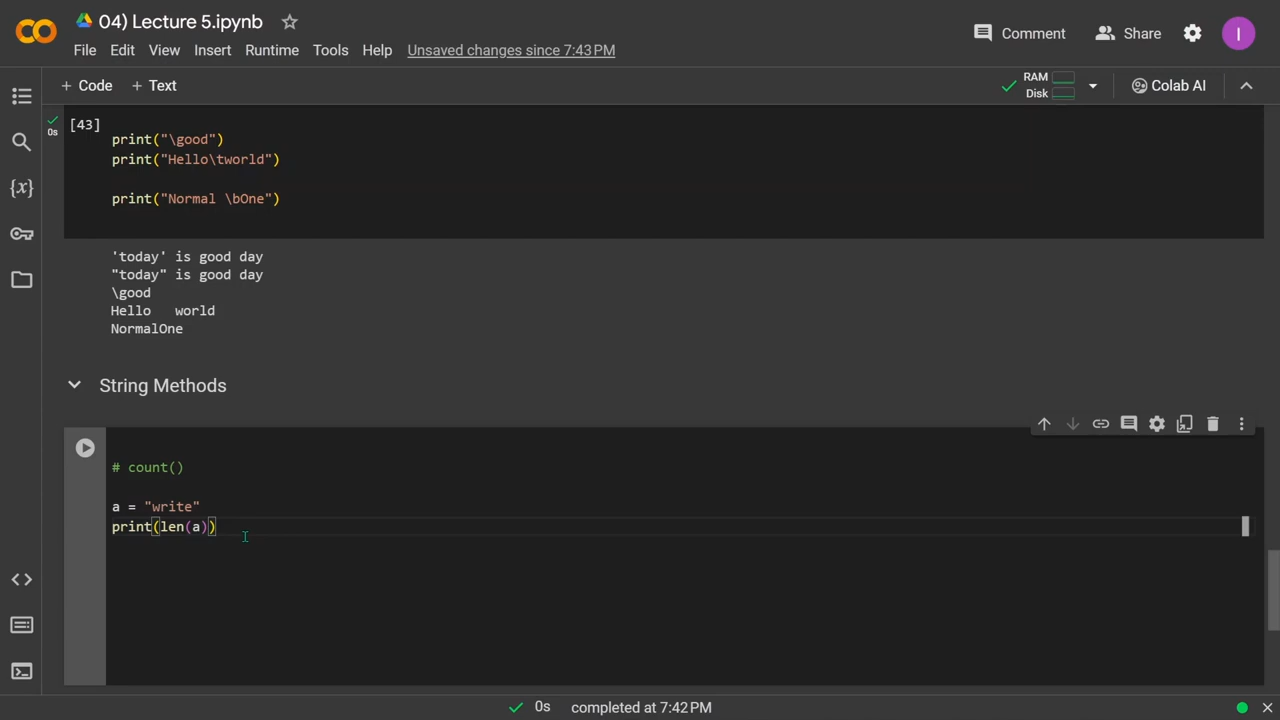 04) Lecture 5.ipynb
Comment
Share
I
File Edit View Insert Runtime Tools Help Unsaved changes since 7:43 PM
+ Code + Text
RAM
Disk
Colab AI
[43]
0s
print("\good")
print("Hello\tworld")
print("Normal \bOne")
'today' is good day
"today" is good day
\good
Hello   world
NormalOne
String Methods
{x}
# count()
a = "write"
print(len(a))
0s completed at 7:42 PM